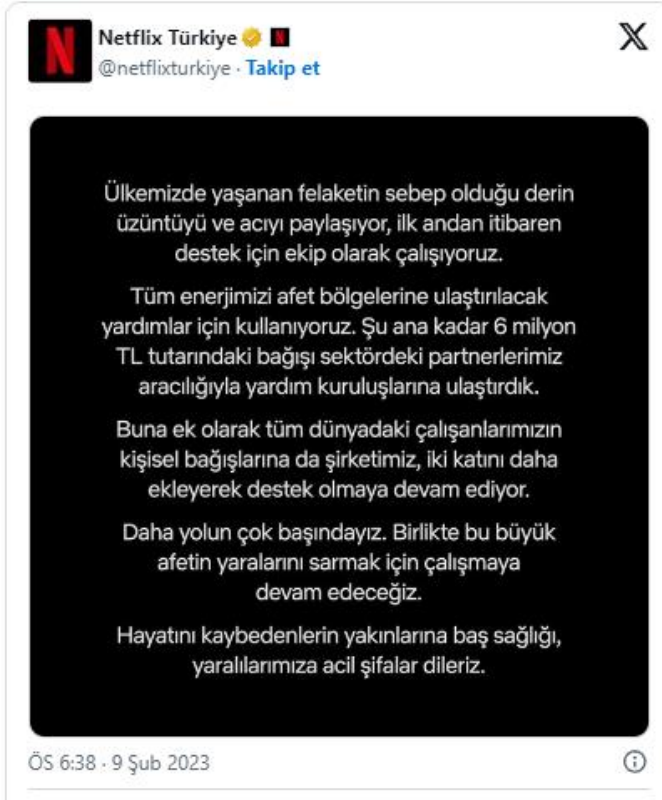 Netflix Türkiye
@netflixturkiye · Takip et
Ülkemizde yaşanan felaketin sebep olduğu derin
üzüntüyü ve acıyı paylaşıyor, ilk andan itibaren
destek için ekip olarak çalışıyoruz.
Tüm enerjimizi afet bölgelerine ulaştırılacak
yardımlar için kullanıyoruz. Şu ana kadar 6 milyon
TL tutarındaki bağışı sektördeki partnerlerimiz
aracılığıyla yardım kuruluşlarına ulaştırdık.
Buna ek olarak tüm dünyadaki çalışanlarımızın
kişisel bağışlarına da şirketimiz, iki katını daha
ekleyerek destek olmaya devam ediyor.
Daha yolun çok başındayız. Birlikte bu büyük
afetin yaralarını sarmak için çalışmaya
devam edeceğiz.
Hayatını kaybedenlerin yakınlarına baş sağlığı,
yaralılarımıza acil şifalar dileriz.
ÖS 6:38 · 9 Şub 2023